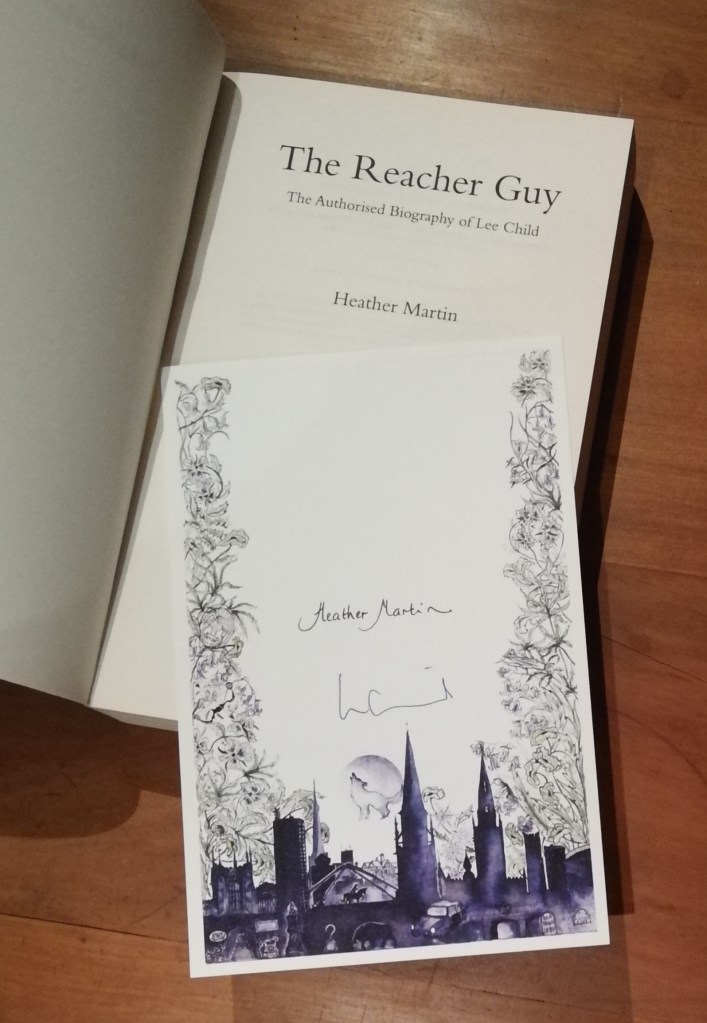 The Reacher Guy
The Authorised Biography of Lee Child
Heather Martin
Heather Martin